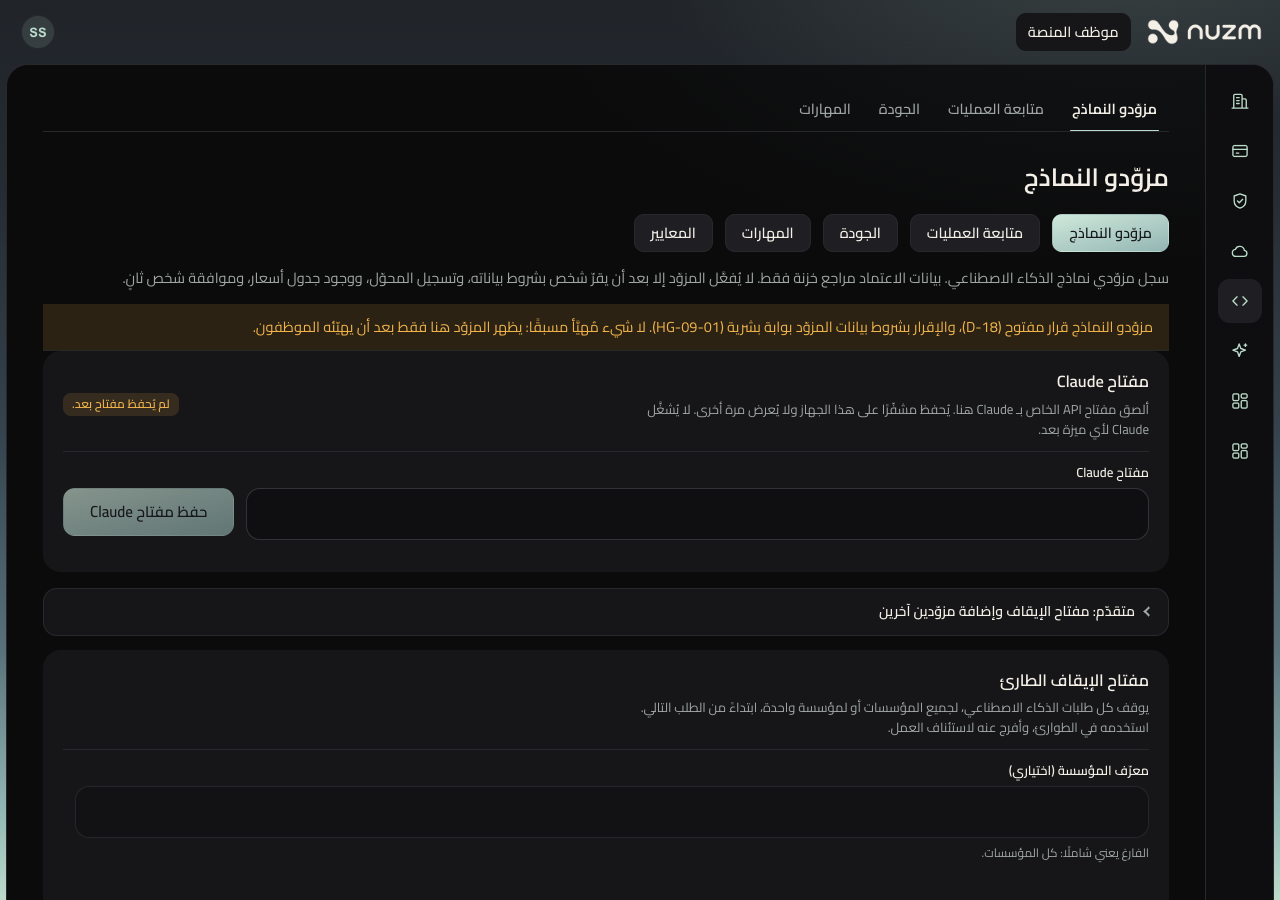 nuzm
موظف المنصة
SS
مزوّدو النماذج
متابعة العمليات
الجودة
المهارات
مزوّدو النماذج
مزوّدو النماذج
متابعة العمليات
الجودة
المهارات
المعايير
سجل مزوّدي نماذج الذكاء الاصطناعي. بيانات الاعتماد مراجع خزنة فقط. لا يُفعَّل المزوّد إلا بعد أن يقرّ شخص بشروط بياناته، وتسجيل المحوّل، ووجود جدول أسعار، وموافقة شخص ثانٍ.
مزوّدو النماذج قرار مفتوح (D-18)، والإقرار بشروط بيانات المزوّد بوابة بشرية (HG-09-01). لا شيء مُهيَّأ مسبقًا: يظهر المزوّد هنا فقط بعد أن يهيّئه الموظفون.
مفتاح Claude
ألصق مفتاح API الخاص بـ Claude هنا. يُحفظ مشفّرًا على هذا الجهاز ولا يُعرض مرة أخرى. لا يُشغَّل
Claude لأي ميزة بعد.
لم يُحفظ مفتاح بعد.
مفتاح Claude
حفظ مفتاح Claude
متقدّم: مفتاح الإيقاف وإضافة مزوّدين آخرين
مفتاح الإيقاف الطارئ
يوقف كل طلبات الذكاء الاصطناعي، لجميع المؤسسات أو لمؤسسة واحدة، ابتداءً من الطلب التالي.
استخدمه في الطوارئ، وأفرج عنه لاستئناف العمل.
معرّف المؤسسة (اختياري)
الفارغ يعني شاملًا: كل المؤسسات.